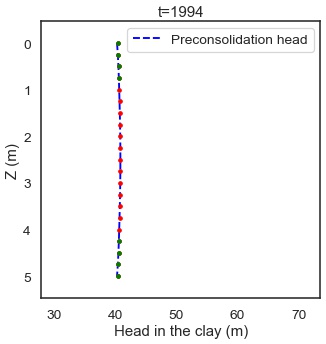 t=1994
Preconsolidation head
0
1
2
3
4
5
Z (m)
30 40 50 60 70
Head in the clay (m)